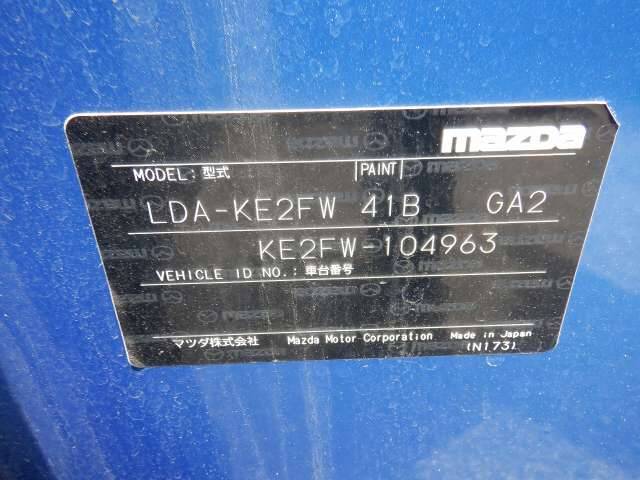 mazda
MODEL:型式 PAINT
LDA-KE2FW 41B GA2
KE2FW-104963
VEHICLE ID NO.:車台番号
マツダ株式会社 Mazda Motor Corporation Made in Japan
(N173)